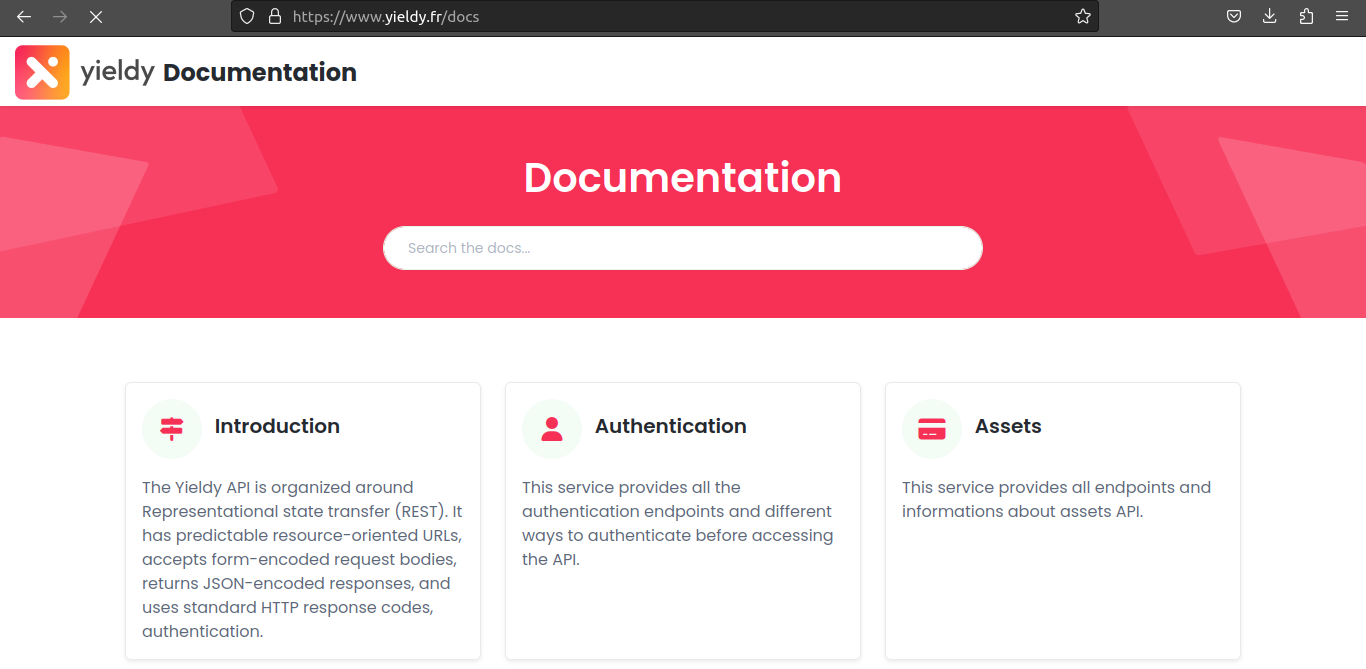 https://www.yieldy.fr/docs
yieldy Documentation
Documentation
Search the docs...
Introduction
The Yieldy API is organized around
Representational state transfer (REST). It
has predictable resource-oriented URLs,
accepts form-encoded request bodies,
returns JSON-encoded responses, and
uses standard HTTP response codes,
authentication.
Authentication
This service provides all the
authentication endpoints and different
ways to authenticate before accessing
the API.
Assets
This service provides all endpoints and
informations about assets API.